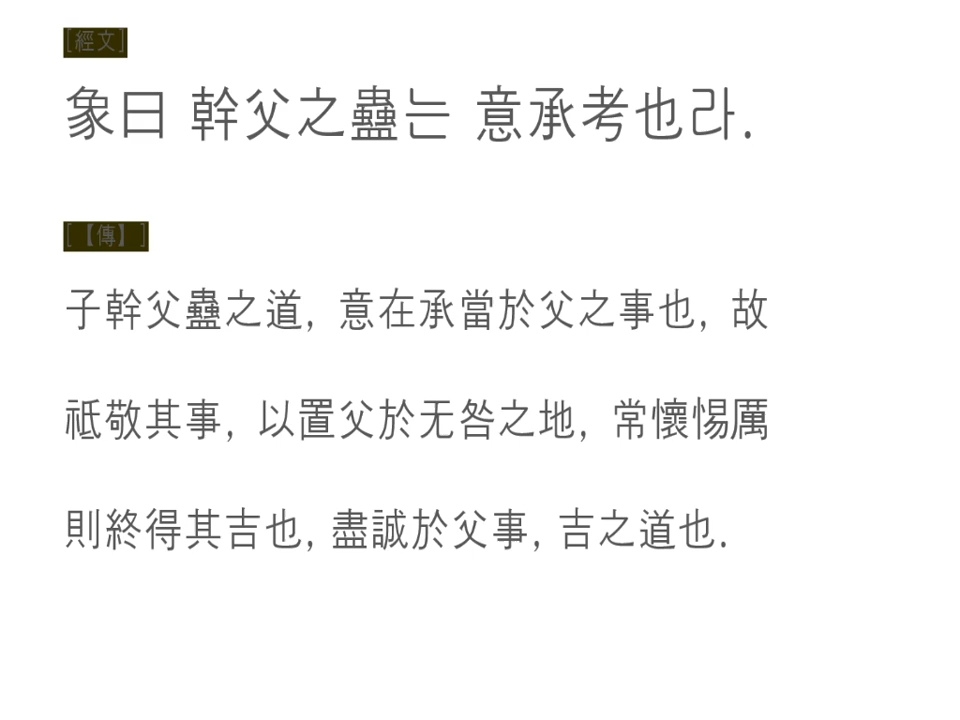 [經文]
象曰 幹父之蠱는 意承考也라.
[【傳】]
子幹父蠱之道, 意在承當於父之事也, 故
祗敬其事, 以置父於无咎之地, 常懷惕厲
則終得其吉也, 盡誠於父事, 吉之道也.